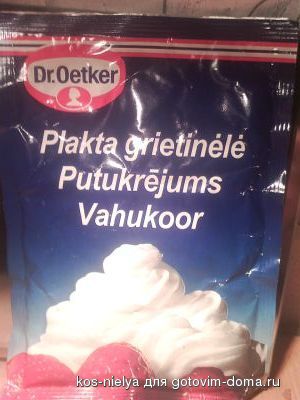 Dr.Oetker
Plakta grietinėlė
Putukrējums
Vahukoor
kos-nielya для gotovim-doma.ru